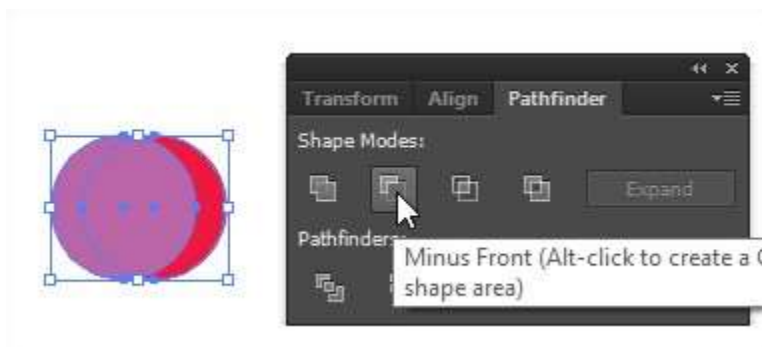 Transform Align Pathfinder
Shape Modes:
Expand
Pathfinders:
Minus Front (Alt-click to create a
shape area)